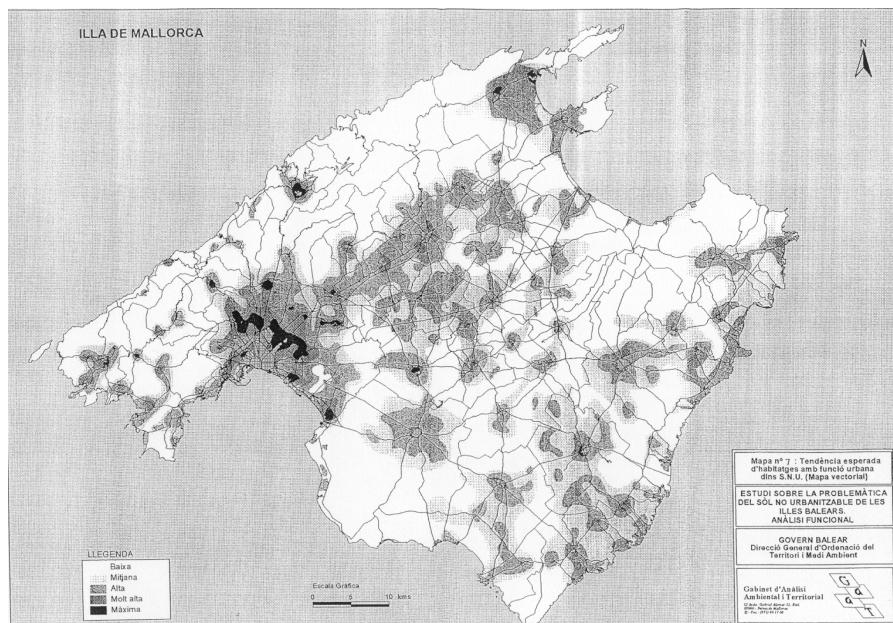 ILLA DE MALLORCA
N
Mapa nº 7 : Tendència esperada
d'habitatges amb funció urbana
dins S.N.U. (Mapa vectorial)
ESTUDI SOBRE LA PROBLEMÀTICA
DEL SÒL NO URBANITZABLE DE LES
ILLES BALEARS.
ANÀLISI FUNCIONAL
GOVERN BALEAR
Direcció General d'Ordenació del
Territori i Medi Ambient
Gabinet d'Anàlisi
Ambiental i Territorial
G
a
a
T
LLEGENDA
Baixa
Mitjana
Alta
Molt alta
Màxima
Escala Gráfica
0 5 10 kms